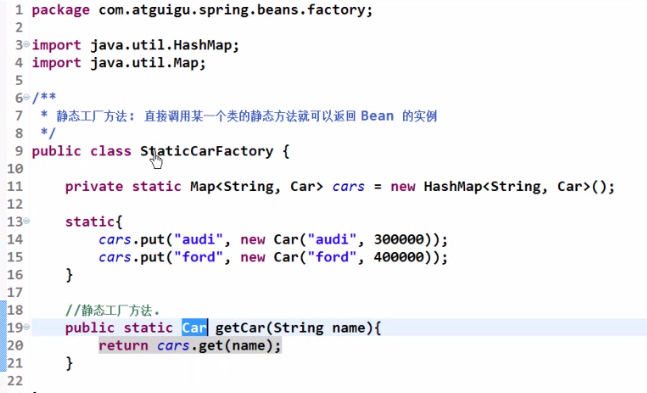 1 package com.atguigu.spring.beans.factory;
2
3 import java.util.HashMap;
4 import java.util.Map;
5
6 /**
7  * 静态工厂方法: 直接调用某一个类的静态方法就可以返回 Bean 的实例
8  */
9 public class StaticCarFactory {
10
11     private static Map<String, Car> cars = new HashMap<String, Car>();
12
13     static{
14         cars.put("audi", new Car("audi", 300000));
15         cars.put("ford", new Car("ford", 400000));
16     }
17
18     //静态工厂方法.
19     public static Car getCar(String name){
20         return cars.get(name);
21     }
22